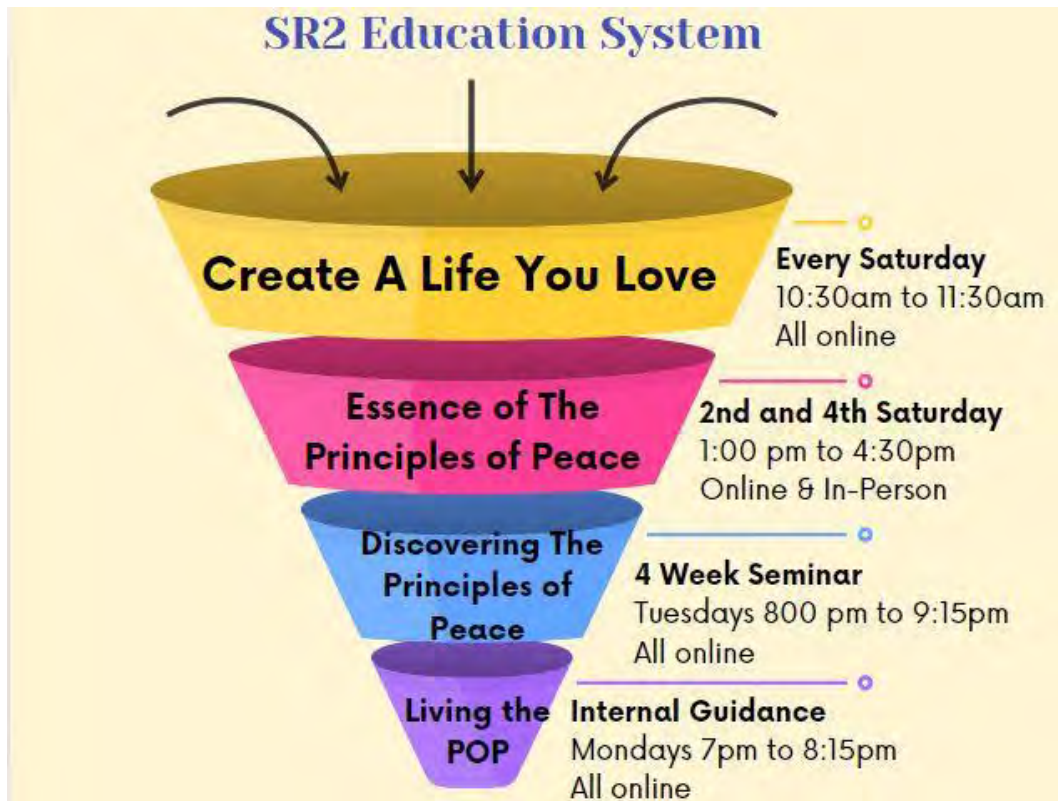 SR2 Education System
Create A Life You Love
Every Saturday
10:30am to 11:30am
All online
Essence of The
Principles of Peace
2nd and 4th Saturday
1:00 pm to 4:30pm
Online & In-Person
Discovering The
Principles of
Peace
4 Week Seminar
Tuesdays 800 pm to 9:15pm
All online
Living the
POP
Internal Guidance
Mondays 7pm to 8:15pm
All online